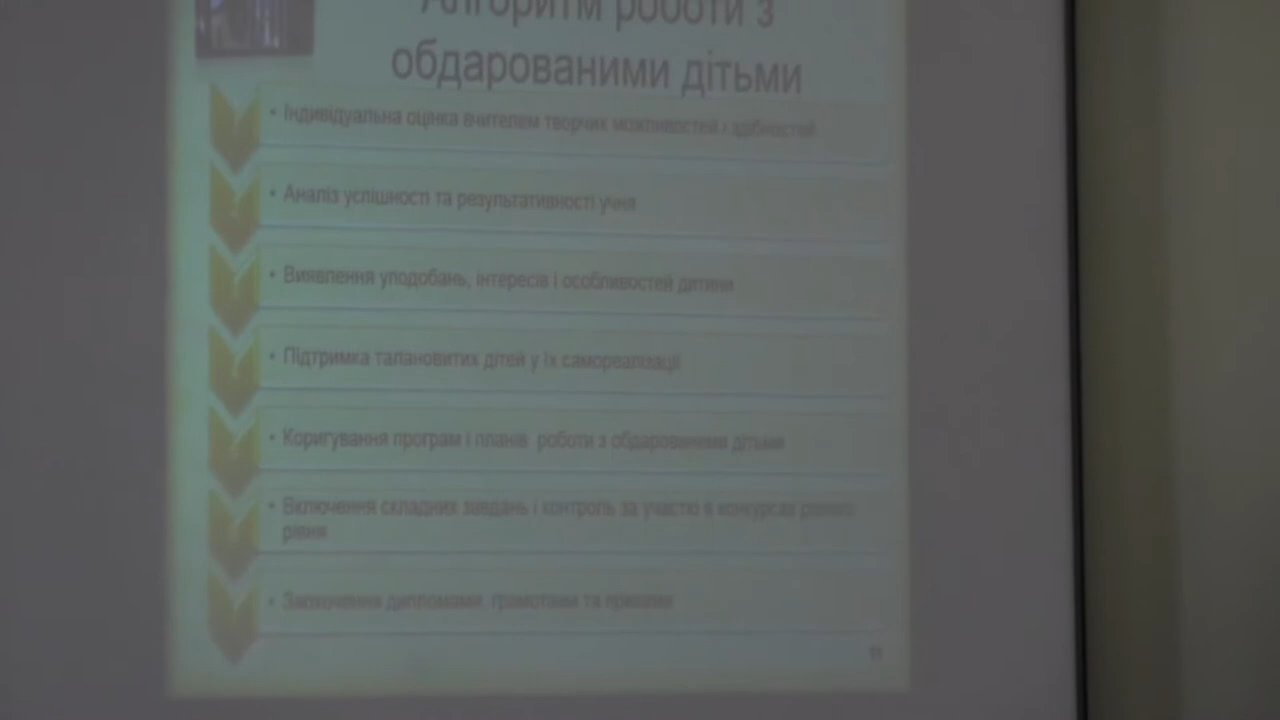 Алгоритм роботи з
обдарованими дітьми
• Індивідуальна оцінка вчителем творчих можливостей і здібностей
• Аналіз успішності та результативності учня
• Виявлення уподобань, інтересів і особливостей дитини
• Підтримка талановитих дітей у їх самореалізації
• Коригування програм і планів роботи з обдарованими дітьми
• Включення складних завдань і контроль за участю в конкурсах різного
рівня
• Заохочення дипломами, грамотами та призами